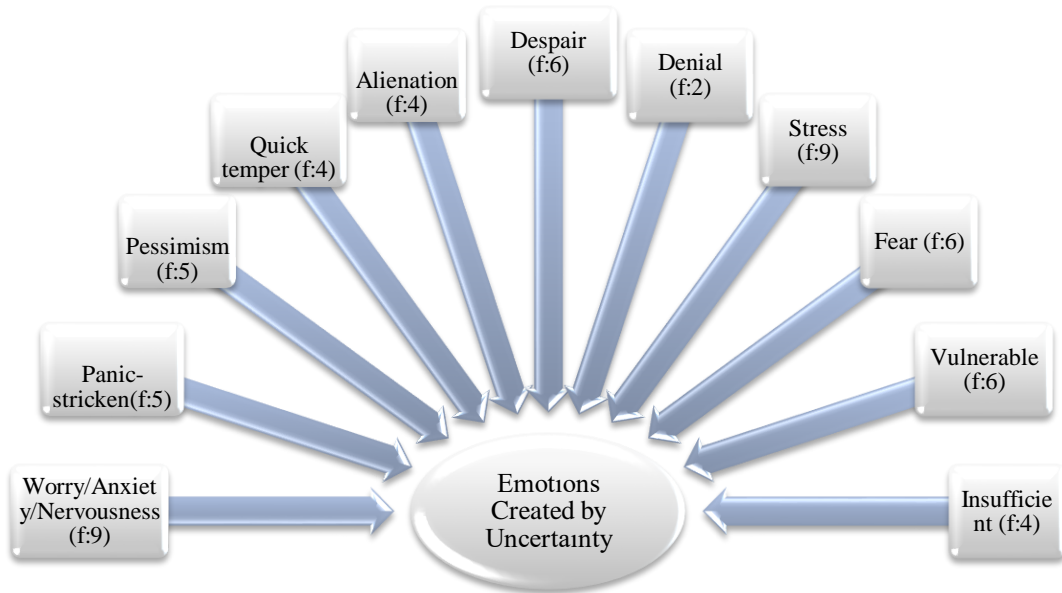 Despair
(f:6)
Denial
(f:2)
Alienation
(f:4)
Stress
(f:9)
Quick
temper (f:4)
Fear (f:6)
Pessimism
(f:5)
Vulnerable
(f:6)
Panic-
stricken(f:5)
Worry/Anxiet
y/Nervousness
(f:9)
Emotıons
Created by
Uncertaınty
Insufficie
nt (f:4)